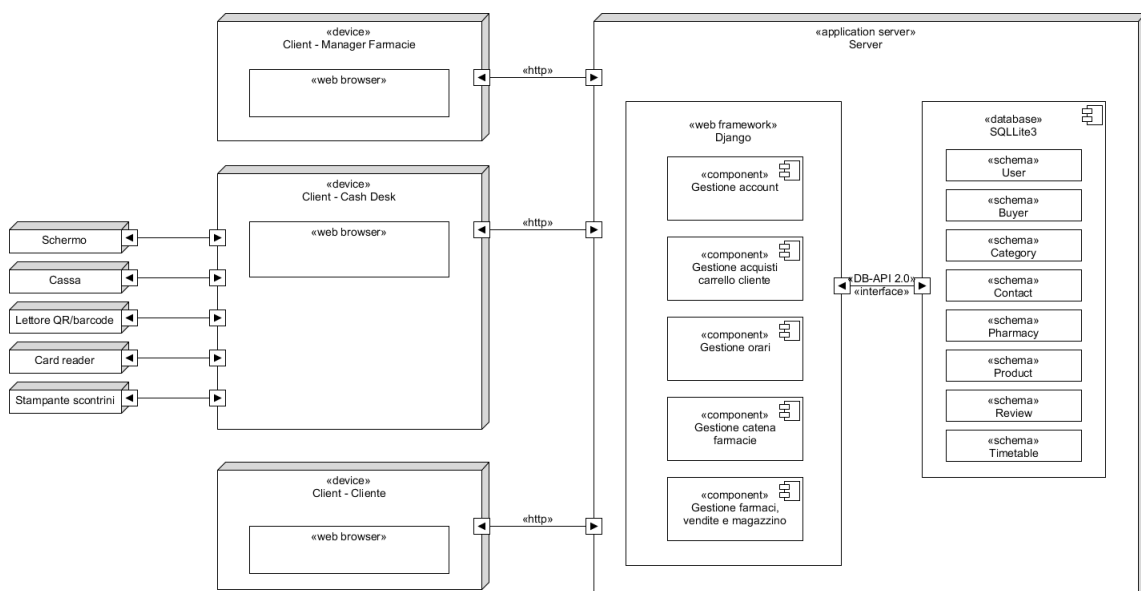 «device»
Client - Manager Farmacie
«web browser»
«http»
«device»
Client - Cash Desk
«web browser»
«http»
Schermo
Cassa
Lettore QR/barcode
Card reader
Stampante scontrini
«device»
Client - Cliente
«web browser»
«http»
«application server»
Server
«web framework»
Django
«component»
Gestione account
«component»
Gestione acquisti
carrello cliente
«component»
Gestione orari
«component»
Gestione catena
farmacie
«component»
Gestione farmaci,
vendite e magazzino
«DB-API 2.0»
«interface»
«database»
SQLLite3
«schema»
User
«schema»
Buyer
«schema»
Category
«schema»
Contact
«schema»
Pharmacy
«schema»
Product
«schema»
Review
«schema»
Timetable